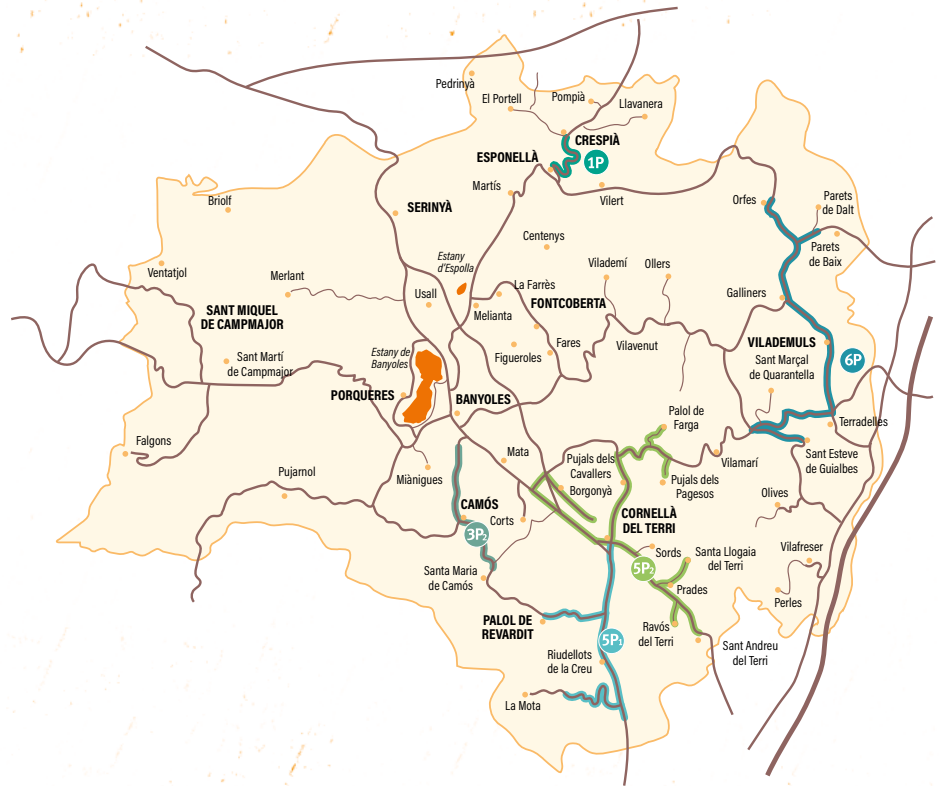 Pedrinyà
El Portell
Pompià
Llavanera
CRESPIÀ
1P
ESPONELLÀ
Martís
Vilert
Briolf
SERINYÀ
Orfes
Parets
de Dalt
Parets
de Baix
Centenys
Estany
d'Espolla
Ventatjol
Merlant
Vilademí
Ollers
La Farrès
Usall
FONTCOBERTA
Galliners
Melianta
SANT MIQUEL
DE CAMPMAJOR
Vilavenut
VILADEMULS
Estany de
Banyoles
Figueroles
Fares
Sant Martí
de Campmajor
Sant Marçal
de Quarantella
6P
PORQUERES
BANYOLES
Palol de
Farga
Terradelles
Falgons
Mata
Pujals dels
Cavallers
Vilamarí
Sant Esteve
de Guialbes
Pujarnol
Miànigues
Borgonyà
Pujals dels
Pagesos
Olives
CAMÓS
Corts
CORNELLÀ
DEL TERRI
3P2
Sords
Santa Llogaia
del Terri
Vilafreser
5P2
Santa Maria
de Camós
Prades
Perles
PALOL DE
REVARDIT
Ravós
del Terri
5P1
Sant Andreu
del Terri
Riudellots
de la Creu
La Mota